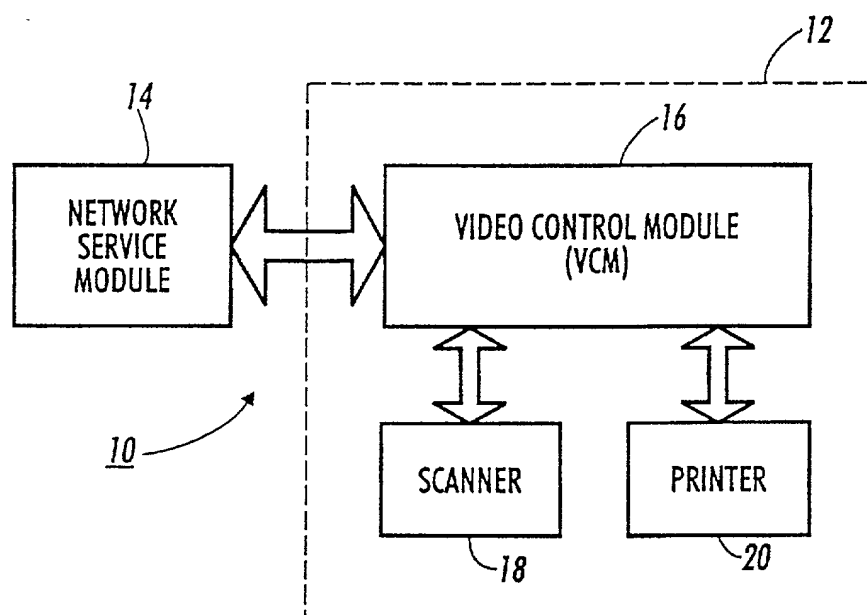 12
14
16
NETWORK
SERVICE
MODULE
VIDEO CONTROL MODULE
(VCM)
10
SCANNER
PRINTER
18
20